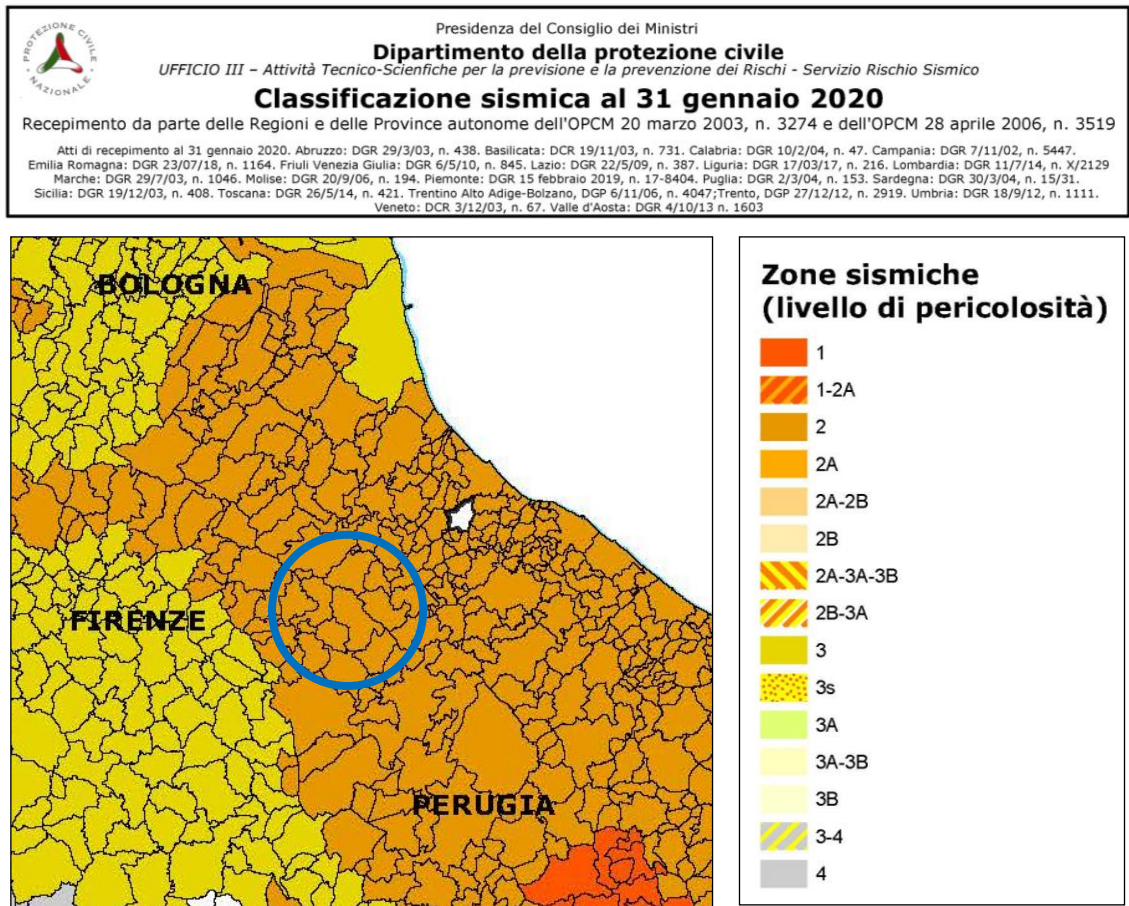 PROTEZIONE CIVILE
NAZIONALE
Presidenza del Consiglio dei Ministri
Dipartimento della protezione civile
UFFICIO III – Attività Tecnico-Scienfiche per la previsione e la prevenzione dei Rischi - Servizio Rischio Sismico
Classificazione sismica al 31 gennaio 2020
Recepimento da parte delle Regioni e delle Province autonome dell'OPCM 20 marzo 2003, n. 3274 e dell'OPCM 28 aprile 2006, n. 3519
Atti di recepimento al 31 gennaio 2020. Abruzzo: DGR 29/3/03, n. 438. Basilicata: DCR 19/11/03, n. 731. Calabria: DGR 10/2/04, n. 47. Campania: DGR 7/11/02, n. 5447.
Emilia Romagna: DGR 23/07/18, n. 1164. Friuli Venezia Giulia: DGR 6/5/10, n. 845. Lazio: DGR 22/5/09, n. 387. Liguria: DGR 17/03/17, n. 216. Lombardia: DGR 11/7/14, n. X/2129
Marche: DGR 29/7/03, n. 1046. Molise: DGR 20/9/06, n. 194. Piemonte: DGR 15 febbraio 2019, n. 17-8404. Puglia: DGR 2/3/04, n. 153. Sardegna: DGR 30/3/04, n. 15/31.
Sicilia: DGR 19/12/03, n. 408. Toscana: DGR 26/5/14, n. 421. Trentino Alto Adige-Bolzano, DGP 6/11/06, n. 4047;Trento, DGP 27/12/12, n. 2919. Umbria: DGR 18/9/12, n. 1111.
Veneto: DCR 3/12/03, n. 67. Valle d'Aosta: DGR 4/10/13 n. 1603
BOLOGNA
FIRENZE
PERUGIA
Zone sismiche
(livello di pericolosità)
1
1-2A
2
2A
2A-2B
2B
2A-3A-3B
2B-3A
3
3s
3A
3A-3B
3B
3-4
4